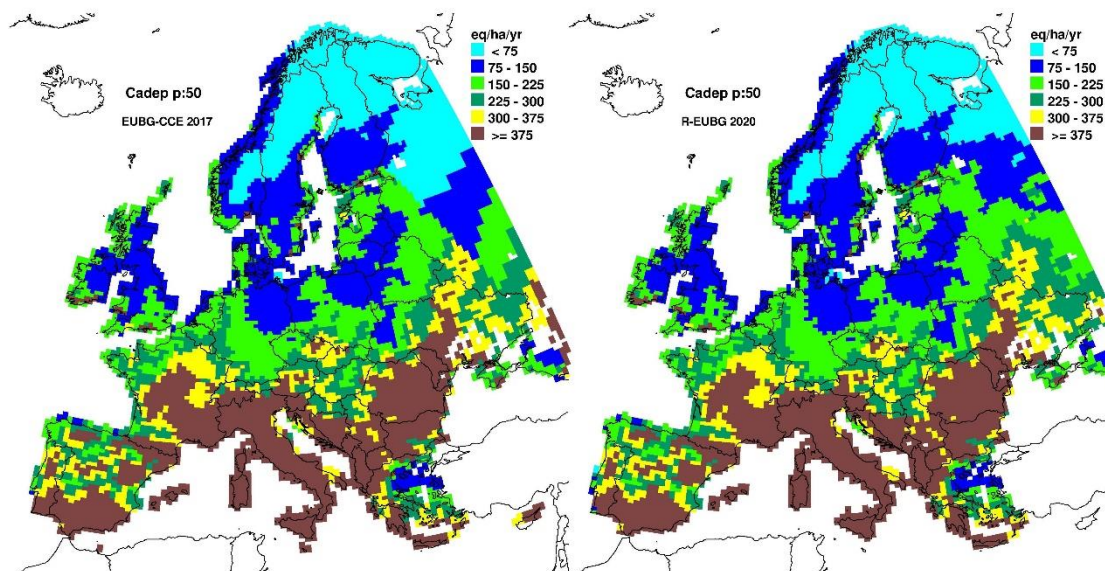 eq/ha/yr
< 75
75 - 150
150 - 225
225 - 300
300 - 375
>= 375
Cadep p:50
EUBG-CCE 2017
eq/ha/yr
< 75
75 - 150
150 - 225
225 - 300
300 - 375
>= 375
Cadep p:50
R-EUBG 2020